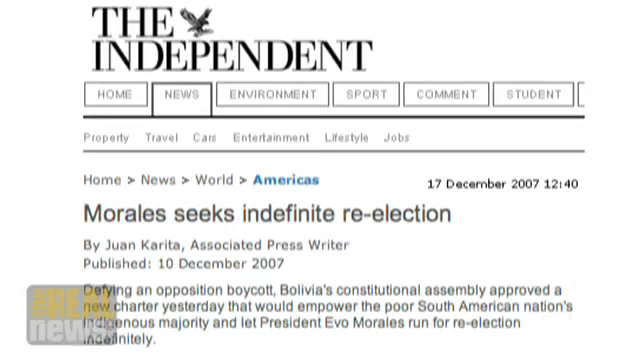 THE
INDEPENDENT
HOME NEWS ENVIRONMENT SPORT COMMENT STUDENT
Property Travel Cars Entertainment Lifestyle Jobs
Home > News > World > Americas
17 December 2007 12:40
Morales seeks indefinite re-election
By Juan Karita, Associated Press Writer
Published: 10 December 2007
Defying an opposition boycott, Bolivia's constitutional assembly approved a
new charter yesterday that would empower the poor South American nation's
indigenous majority and let President Evo Morales run for re-election
indefinitely.
THE REAL
news